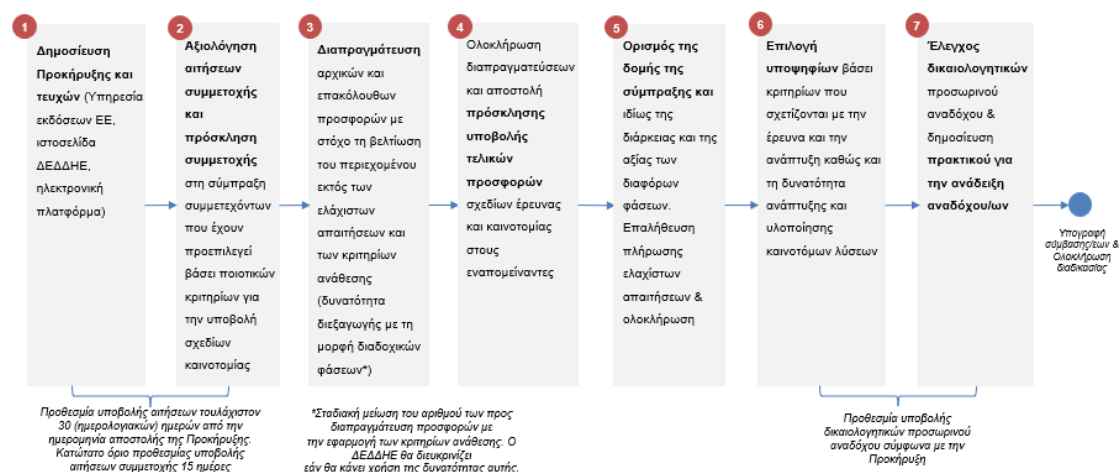 1
Δημοσίευση
Προκήρυξης και
τευχών (Υπηρεσία
εκδόσεων ΕΕ,
ιστοσελίδα
ΔΕΔΔΗΕ,
ηλεκτρονική
πλατφόρμα)
2
Αξιολόγηση
αιτήσεων
συμμετοχής
και
πρόσκληση
συμμετοχής
στη σύμπραξη
συμμετεχόντων
που έχουν
προεπιλεγεί
βάσει ποιοτικών
κριτηρίων για
την υποβολή
σχεδίων
καινοτομίας
3
Διαπραγμάτευση
αρχικών και
επακόλουθων
προσφορών με
στόχο τη βελτίωση
του περιεχομένου
εκτός των
ελάχιστων
απαιτήσεων και
των κριτηρίων
ανάθεσης
(δυνατότητα
διεξαγωγής με τη
μορφή διαδοχικών
φάσεων*)
4
Ολοκλήρωση
διαπραγματεύσεων
και αποστολή
πρόσκλησης
υποβολής
τελικών
προσφορών
σχεδίων έρευνας
και καινοτομίας
στους
εναπομείναντες
5
Ορισμός της
δομής της
σύμπραξης και
ιδίως της
διάρκειας και της
αξίας των
διαφόρων
φάσεων.
Επαλήθευση
πλήρωσης
ελαχίστων
απαιτήσεων &
ολοκλήρωση
6
Επιλογή
υποψηφίων βάσει
κριτηρίων που
σχετίζονται με την
έρευνα και την
ανάπτυξη καθώς και
τη δυνατότητα
ανάπτυξης και
υλοποίησης
καινοτόμων λύσεων
7
Έλεγχος
δικαιολογητικών
προσωρινού
αναδόχου &
δημοσίευση
πρακτικού για
την ανάδειξη
αναδόχου/ων
Υπογραφή
σύμβασης/εων &
Ολοκλήρωση
διαδικασίας
Προθεσμία υποβολής αιτήσεων τουλάχιστον
30 (ημερολογιακών) ημερών από την
ημερομηνία αποστολής της Προκήρυξης.
Κατώτατο όριο προθεσμίας υποβολής
αιτήσεων συμμετοχής 15 ημέρες
*Σταδιακή μείωση του αριθμού των προς
διαπραγμάτευση προσφορών με
την εφαρμογή των κριτηρίων ανάθεσης. Ο
ΔΕΔΔΗΕ θα διευκρινίζει
εάν θα κάνει χρήση της δυνατότητας αυτής.
Προθεσμία υποβολής
δικαιολογητικών προσωρινού
αναδόχου σύμφωνα με την
Προκήρυξη